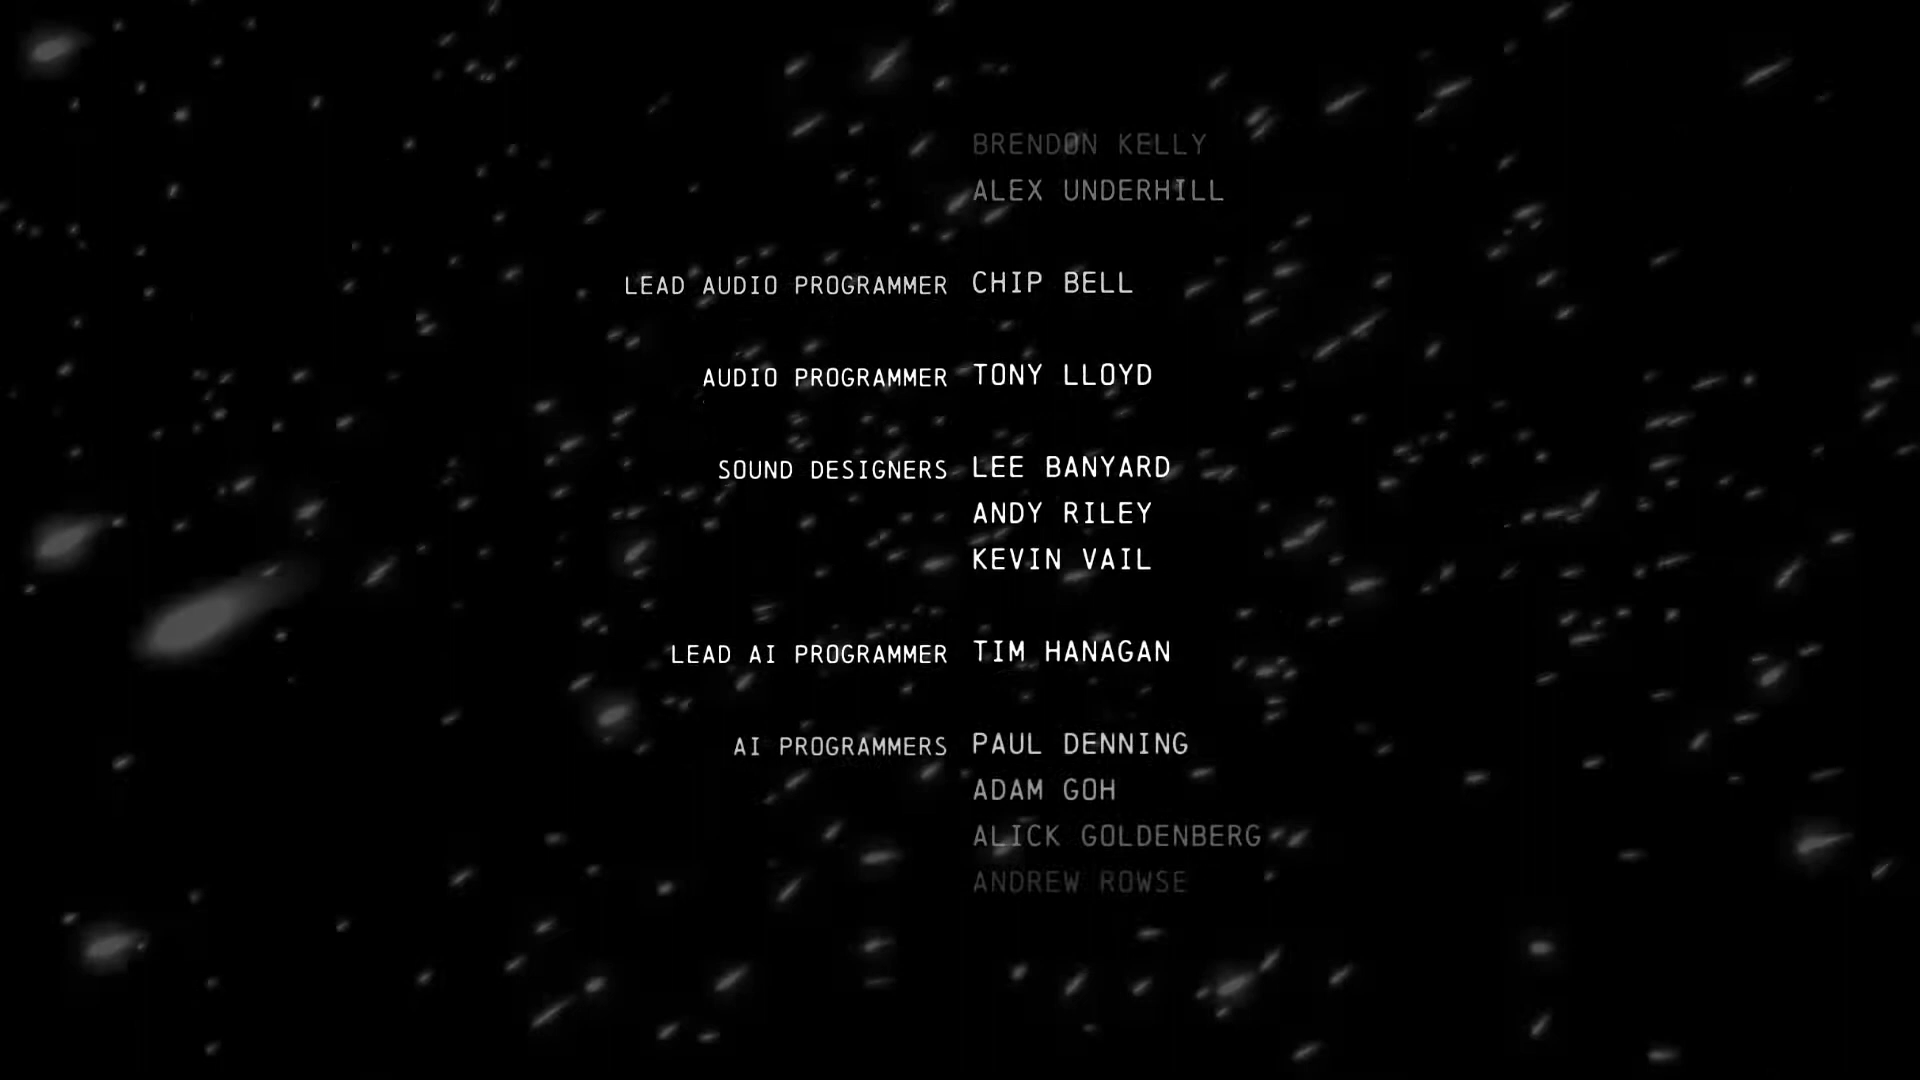 BRENDON KELLY
ALEX UNDERHILL
LEAD AUDIO PROGRAMMER CHIP BELL
AUDIO PROGRAMMER TONY LLOYD
SOUND DESIGNERS LEE BANYARD
ANDY RILEY
KEVIN VAIL
LEAD AI PROGRAMMER TIM HANAGAN
AI PROGRAMMERS PAUL DENNING
ADAM GOH
ALICK GOLDENBERG
ANDREW ROWSE